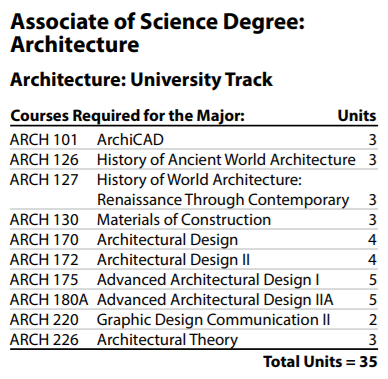 Associate of Science Degree:
Architecture
Architecture: University Track
Courses Required for the Major: Units
ARCH 101 ArchiCAD 3
ARCH 126 History of Ancient World Architecture 3
ARCH 127 History of World Architecture:
Renaissance Through Contemporary 3
ARCH 130 Materials of Construction 3
ARCH 170 Architectural Design 4
ARCH 172 Architectural Design II 4
ARCH 175 Advanced Architectural Design I 5
ARCH 180A Advanced Architectural Design IIA 5
ARCH 220 Graphic Design Communication II 2
ARCH 226 Architectural Theory 3
Total Units = 35